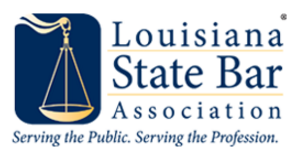 Louisiana®
State Bar
Association
Serving the Public. Serving the Profession.